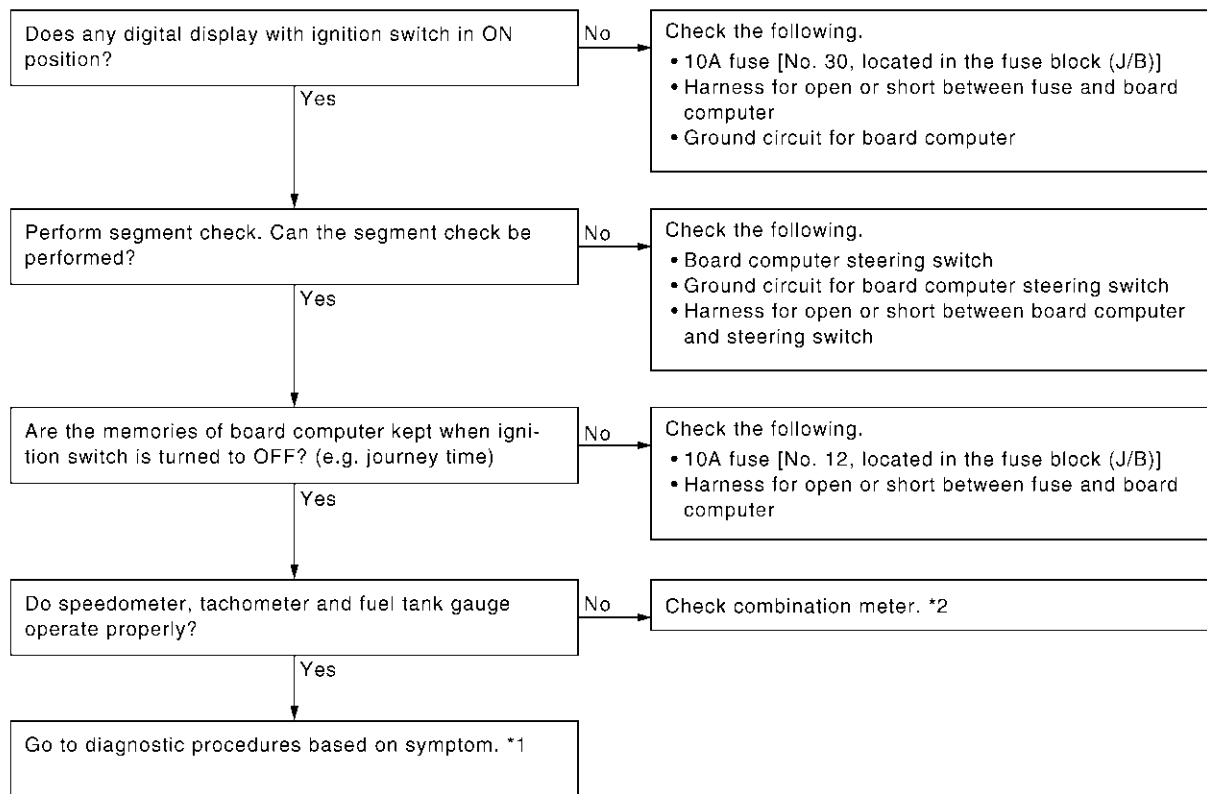 Does any digital display with ignition switch in ON
position?
No
Check the following.
• 10A fuse [No. 30, located in the fuse block (J/B)]
• Harness for open or short between fuse and board
computer
• Ground circuit for board computer
Yes
Perform segment check. Can the segment check be
performed?
No
Check the following.
• Board computer steering switch
• Ground circuit for board computer steering switch
• Harness for open or short between board computer
and steering switch
Yes
Are the memories of board computer kept when igni-
tion switch is turned to OFF? (e.g. journey time)
No
Check the following.
• 10A fuse [No. 12, located in the fuse block (J/B)]
• Harness for open or short between fuse and board
computer
Yes
Do speedometer, tachometer and fuel tank gauge
operate properly?
No
Check combination meter. *2
Yes
Go to diagnostic procedures based on symptom. *1